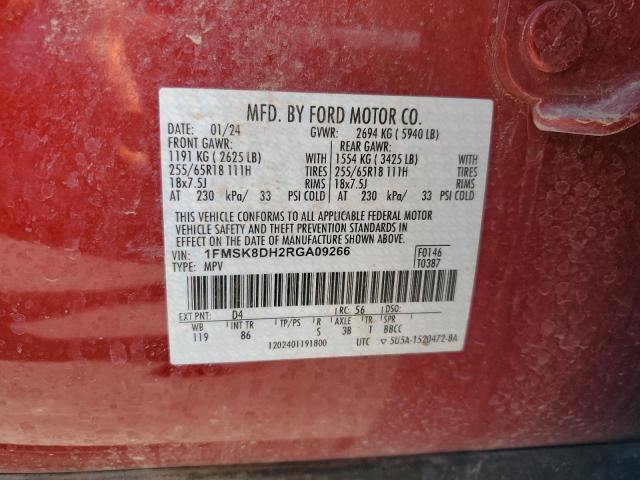 MFD. BY FORD MOTOR CO.
DATE: 01/24 GVWR: 2694 KG ( 5940 LB)
FRONT GAWR: REAR GAWR:
1191 KG ( 2625 LB) WITH 1554 KG ( 3425 LB) WITH
255/65R18 111H TIRES 255/65R18 111H TIRES
18x7.5J RIMS 18x7.5J RIMS
AT 230 kPa/ 33 PSI COLD AT 230 kPa/ 33 PSI COLD
THIS VEHICLE CONFORMS TO ALL APPLICABLE FEDERAL MOTOR
VEHICLE SAFETY AND THEFT PREVENTION STANDARDS IN
EFFECT ON THE DATE OF MANUFACTURE SHOWN ABOVE.
VIN: 1FMSK8DH2RGA09266 F0146
TYPE: MPV T0387
EXT PNT: D4 RC: 56 DSO:
WB INT TR TP/PS R AXLE TR SPR
119 86 S 3B T BBCC
1202401191800 UTC ▽ 5U5A-1520472-BA